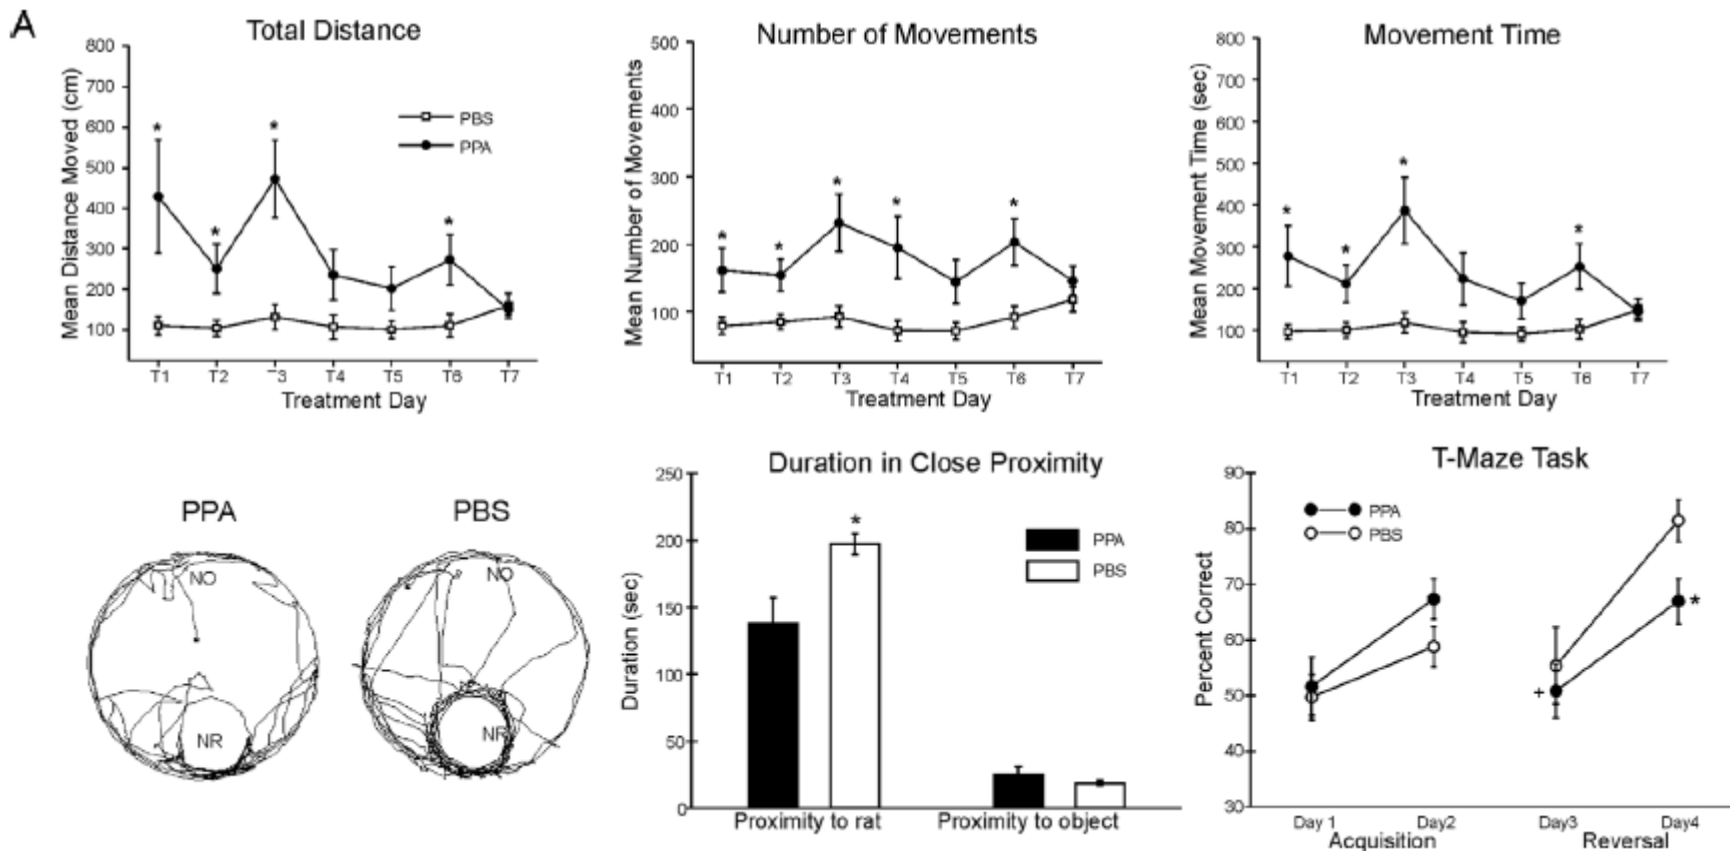 A
Total Distance
Mean Distance Moved (cm)
800
700
600
500
400
300
200
100
PBS
PPA
*
*
*
*
T1
T2
T3
T4
T5
T6
T7
Treatment Day
Number of Movements
Mean Number of Movements
500
400
300
200
100
*
*
*
*
*
T1
T2
T3
T4
T5
T6
T7
Treatment Day
Movement Time
Mean Movement Time (sec)
800
700
600
500
400
300
200
100
*
*
*
*
T1
T2
T3
T4
T5
T6
T7
Treatment Day
PPA
NO
NR
PBS
NO
NR
Duration in Close Proximity
Duration (sec)
250
200
150
100
50
0
*
PPA
PBS
Proximity to rat
Proximity to object
T-Maze Task
Percent Correct
90
80
70
60
50
40
30
PPA
PBS
+
*
Day 1
Day2
Day3
Day4
Acquisition
Reversal